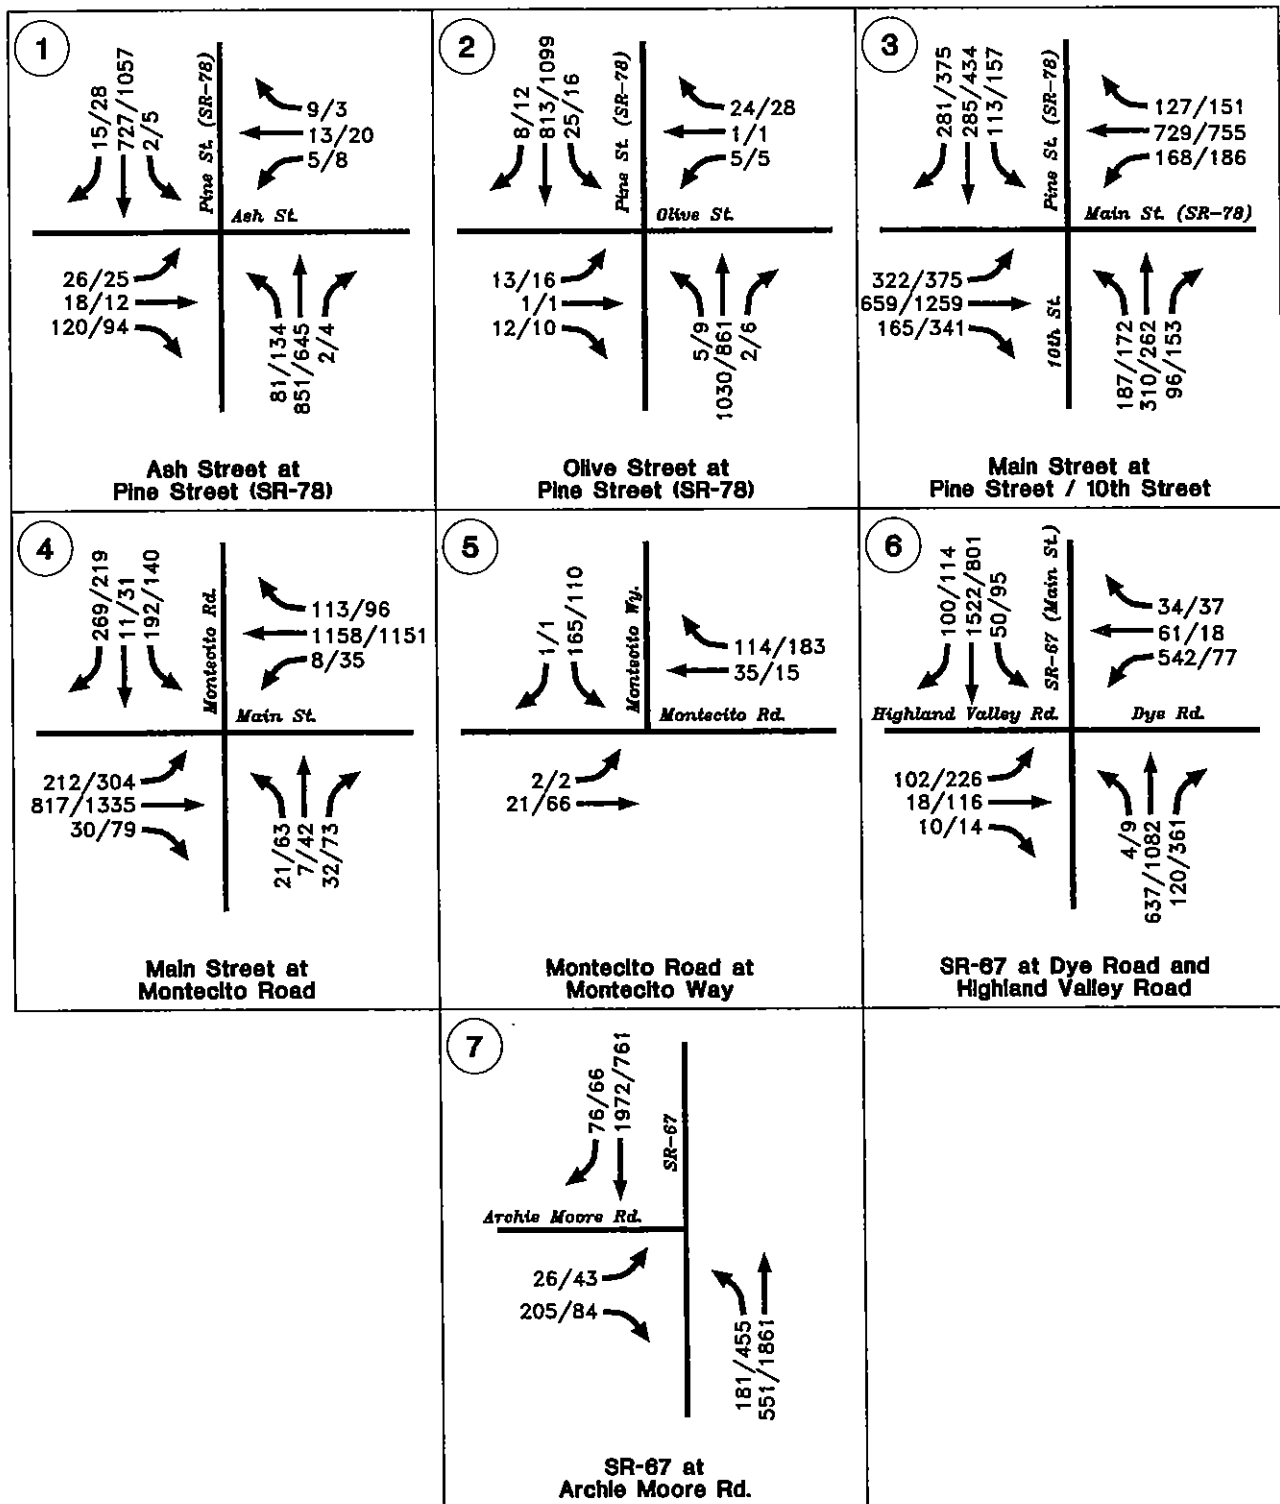 1
15/28
727/1057
2/5
Pine St. (SR-78)
9/3
13/20
5/8
Ash St.
26/25
18/12
120/94
81/134
851/645
2/4
Ash Street at
Pine Street (SR-78)
2
8/12
813/1099
25/16
Pine St. (SR-78)
24/28
1/1
5/5
Olive St.
13/16
1/1
12/10
5/9
1030/861
2/6
Olive Street at
Pine Street (SR-78)
3
281/375
285/434
113/157
Pine St. (SR-78)
127/151
729/755
168/186
Main St. (SR-78)
322/375
659/1259
165/341
10th St.
187/172
310/262
96/153
Main Street at
Pine Street / 10th Street
4
269/219
11/31
192/140
Montecito Rd.
113/96
1158/1151
8/35
Main St.
212/304
817/1335
30/79
21/63
7/42
32/73
Main Street at
Montecito Road
5
1/1
165/110
Montecito Wy.
114/183
35/15
Montecito Rd.
2/2
21/66
Montecito Road at
Montecito Way
6
100/114
1522/801
50/95
SR-67 (Main St.)
34/37
61/18
542/77
Highland Valley Rd.
Dye Rd.
102/226
18/116
10/14
4/9
637/1082
120/361
SR-67 at Dye Road and
Highland Valley Road
7
76/66
1972/761
SR-67
Archie Moore Rd.
26/43
205/84
181/455
551/1861
SR-67 at
Archie Moore Rd.